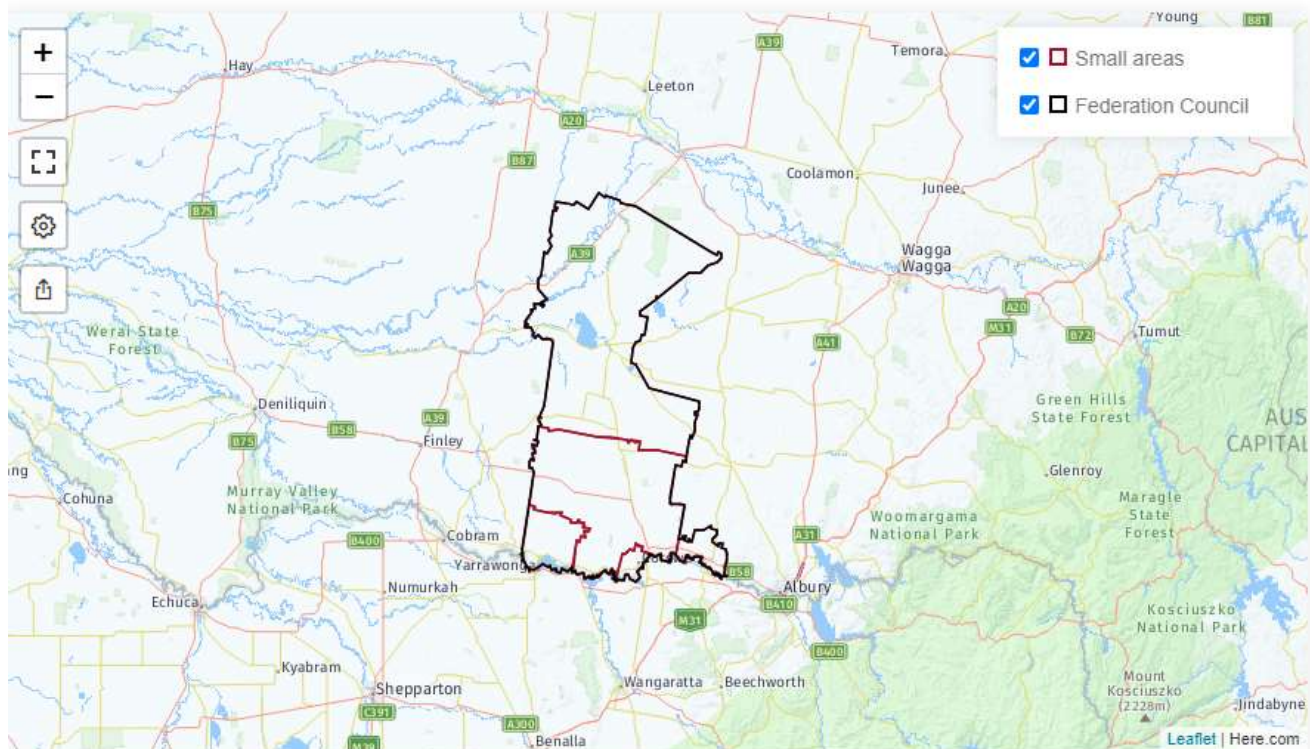 Young
B81
A39
Temora
+
Small areas
Hay
−
Leeton
Federation Council
A20
B87
Coolamon
Junee
B75
Wagga
Wagga
A39
A20
M31
B72
Tumut
Werai State
Forest
A41
Green Hills
State Forest
AUS
CAPITAL
Deniliquin
A39
B58
B75
Finley
Glenroy
ang
Cohuna
Murray Valley
National Park
Maragle
State
Forest
Woomargama
National Park
Cobram
B400
A31
Yarrawonga
B58
Albury
Numurkah
B410
Echuca
M31
Kosciuszko
National Park
B400
Kyabram
Wangaratta
Beechworth
Mount
Kosciuszko
(2228m)
Shepparton
C391
Jindabyne
A300
M39
Benalla
Leaflet | Here.com